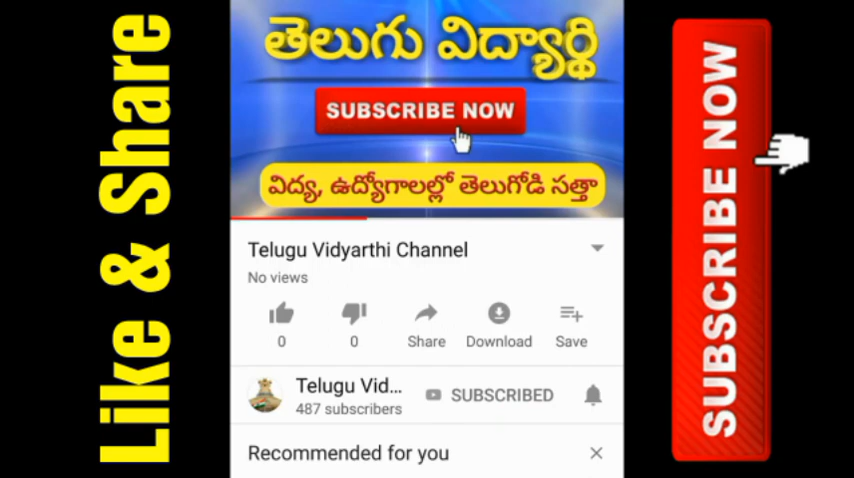 Like & Share
తెలుగు విద్యార్థి
SUBSCRIBE NOW
విద్య, ఉద్యోగాలల్లో తెలుగోడి సత్తా
Telugu Vidyarthi Channel
No views
0
0
Share
Download
Save
Telugu Vid...
SUBSCRIBED
487 subscribers
Recommended for you
SUBSCRIBE NOW